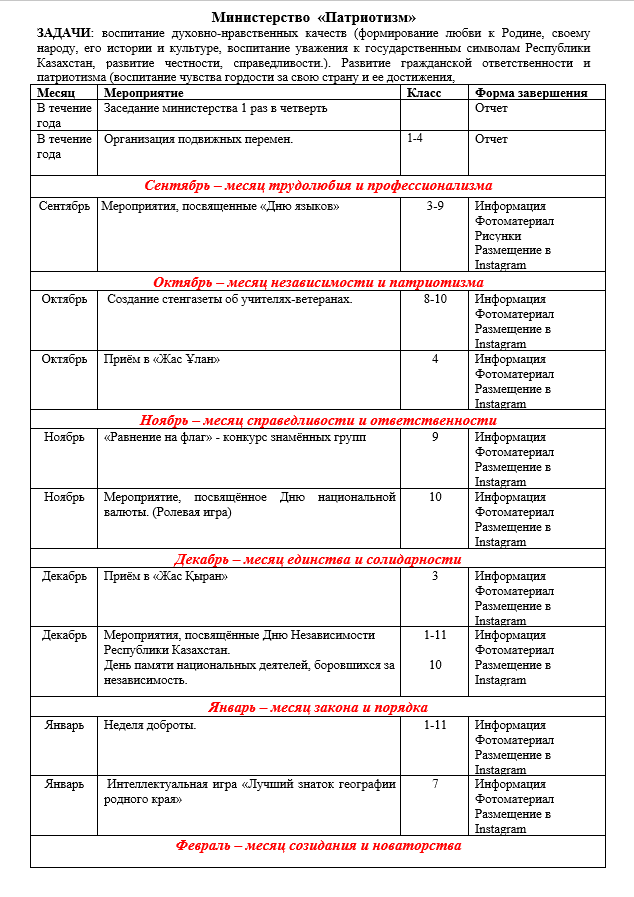 Министерство «Патриотизм»
ЗАДАЧИ: воспитание духовно-нравственных качеств (формирование любви к Родине, своему
народу, его истории и культуре, воспитание уважения к государственным символам Республики
Казахстан, развитие честности, справедливости.). Развитие гражданской ответственности и
патриотизма (воспитание чувства гордости за свою страну и ее достижения,
Месяц Мероприятие Класс Форма завершения
В течение Заседание министерства 1 раз в четверть Отчет
года
В течение Организация подвижных перемен. 1-4 Отчет
года
Сентябрь – месяц трудолюбия и профессионализма
Сентябрь Мероприятия, посвященные «Дню языков» 3-9 Информация
Фотоматериал
Рисунки
Размещение в
Instagram
Октябрь – месяц независимости и патриотизма
Октябрь Создание стенгазеты об учителях-ветеранах. 8-10 Информация
Фотоматериал
Размещение в
Instagram
Октябрь Приём в «Жас Ұлан» 4 Информация
Фотоматериал
Размещение в
Instagram
Ноябрь – месяц справедливости и ответственности
Ноябрь «Равнение на флаг» - конкурс знамённых групп 9 Информация
Фотоматериал
Размещение в
Instagram
Ноябрь Мероприятие, посвящённое Дню национальной 10 Информация
валюты. (Ролевая игра) Фотоматериал
Размещение в
Instagram
Декабрь – месяц единства и солидарности
Декабрь Приём в «Жас Қыран» 3 Информация
Фотоматериал
Размещение в
Instagram
Декабрь Мероприятия, посвящённые Дню Независимости 1-11 Информация
Республики Казахстан. Фотоматериал
День памяти национальных деятелей, боровшихся за 10 Размещение в
независимость. Instagram
Январь – месяц закона и порядка
Январь Неделя доброты. 1-11 Информация
Фотоматериал
Размещение в
Instagram
Январь Интеллектуальная игра «Лучший знаток географии 7 Информация
родного края» Фотоматериал
Размещение в
Instagram
Февраль – месяц созидания и новаторства